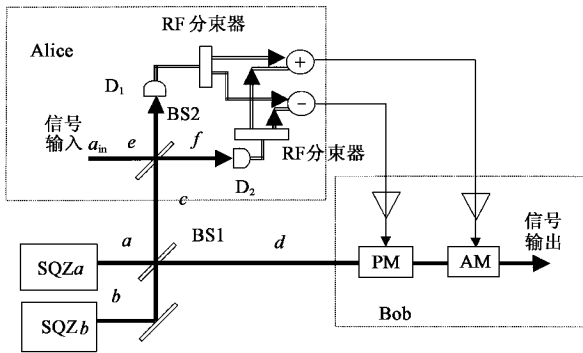 RF分束器
Alice
D₁
BS2
信号
输入
a_in
e
f
+
−
RF分束器
D₂
c
a
BS1
d
SQZa
b
SQZb
PM
AM
信号
输出
Bob